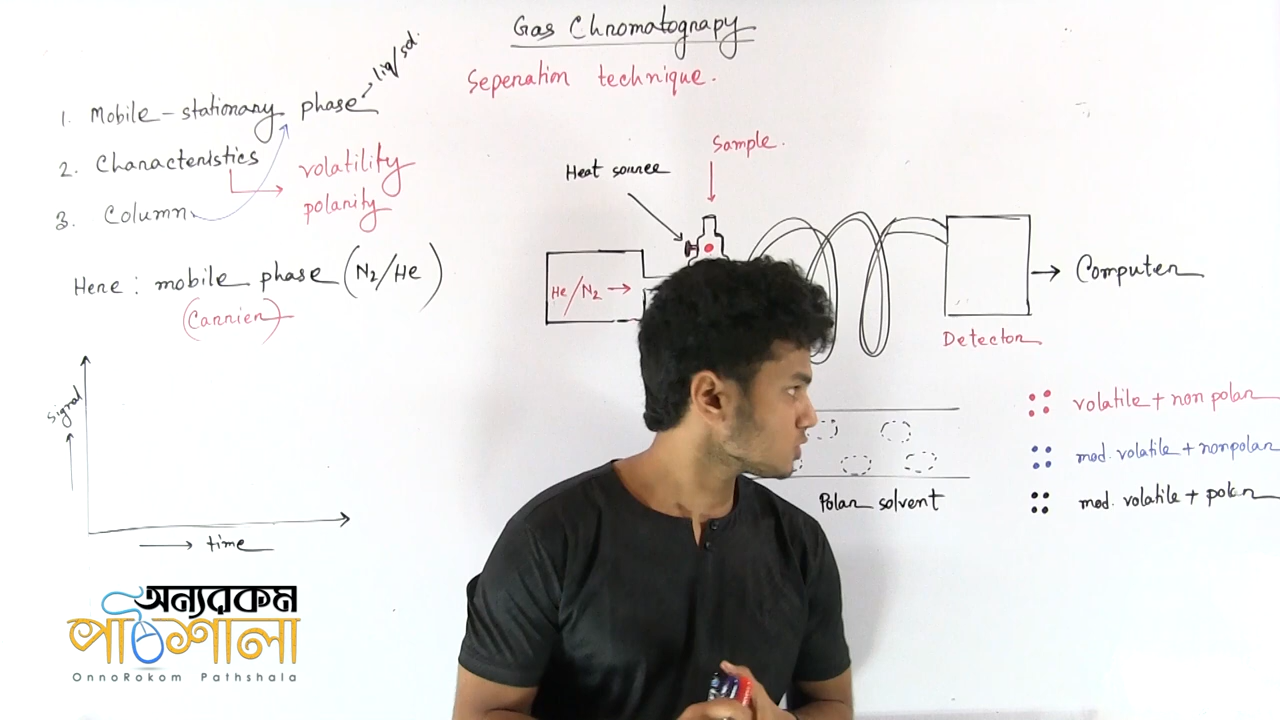 Gas Chromatograpy
Seperation technique.
1. Mobile - stationary phase → liq/sd.
2. Characteristics
volatility
polarity
3. Column
Here : mobile phase (N₂/He)
(Carrier)
Signal
time
Sample.
Heat source
He/N₂ →
→ Computer
Detector
Polar solvent
volatile + non polar
mod. volatile + nonpolar
mod. volatile + polar
অন্যরকম
পাঠশালা
OnnoRokom Pathshala